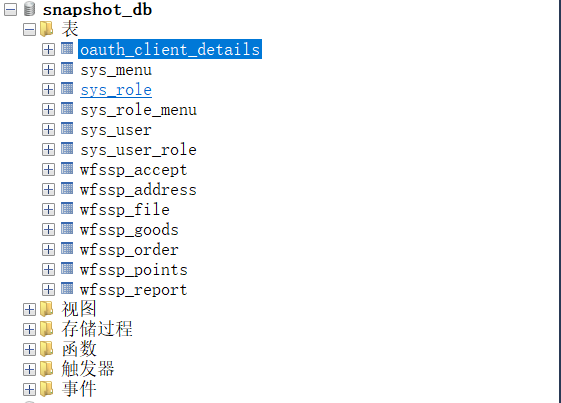 snapshot_db
表
oauth_client_details
sys_menu
sys_role
sys_role_menu
sys_user
sys_user_role
wfssp_accept
wfssp_address
wfssp_file
wfssp_goods
wfssp_order
wfssp_points
wfssp_report
视图
存储过程
函数
触发器
事件